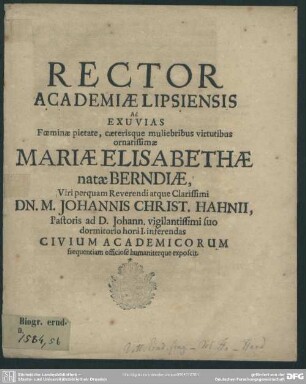 RECTOR
ACADEMIÆ LIPSIENSIS
Ad
EXUVIAS
Fœminæ pietate, cæterisque muliebribus virtutibus
ornatissimæ
MARIÆ ELISABETHÆ
natæ BERNDIÆ,
Viri perquam Reverendi atque Clarissimi
DN. M. JOHANNIS CHRIST. HAHNII,
Pastoris ad D. Johann, vigilantissimi suo
dormitorio hora I. inferendas
CIVIUM ACADEMICORUM
frequentiam officiose humaniterque exposcit.
Biogr. erud.
D.
1584, 56